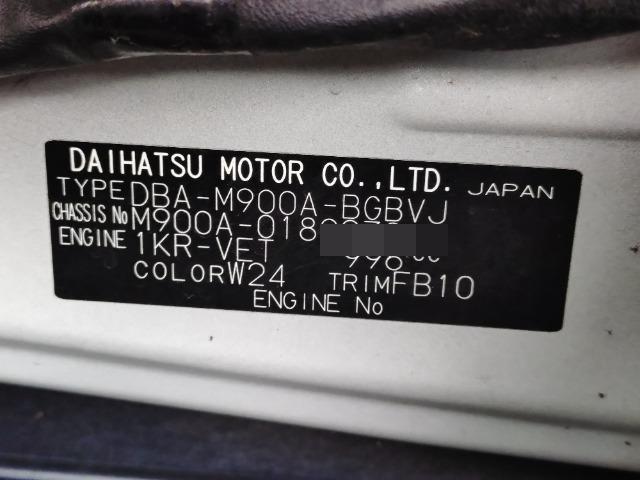 DAIHATSU MOTOR CO.,LTD. JAPAN
TYPE DBA-M900A-BGBVJ
CHASSIS No M900A-018
ENGINE 1KR-VET 996cc
COLOR W24 TRIM FB10
ENGINE No